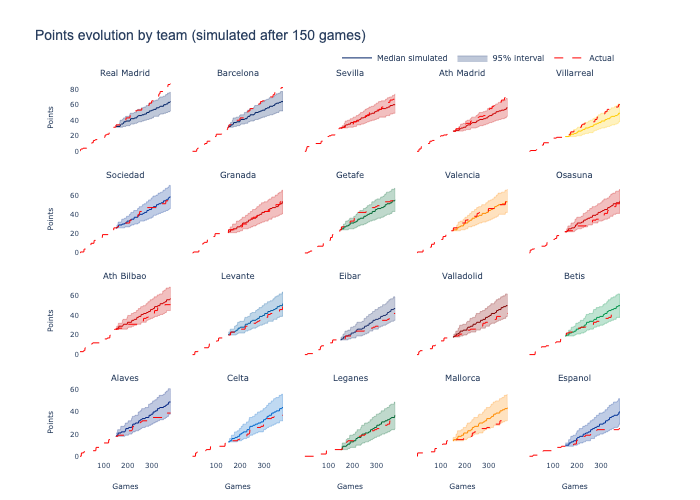 Points evolution by team (simulated after 150 games)
Median simulated 95% interval Actual
Real Madrid Barcelona Sevilla Ath Madrid Villarreal
80
60
40
20
0
Points
Sociedad Granada Getafe Valencia Osasuna
60
40
20
0
Points
Ath Bilbao Levante Eibar Valladolid Betis
60
40
20
0
Points
Alaves Celta Leganes Mallorca Espanol
60
40
20
0
Points
100 200 300 100 200 300 100 200 300 100 200 300 100 200 300
Games Games Games Games Games